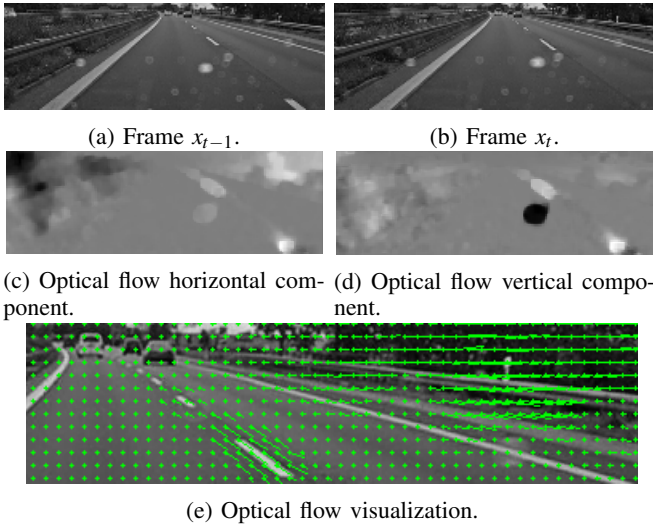 (a) Frame x_{t−1}.
(b) Frame x_t.
(c) Optical flow horizontal com-
ponent.
(d) Optical flow vertical compo-
nent.
(e) Optical flow visualization.